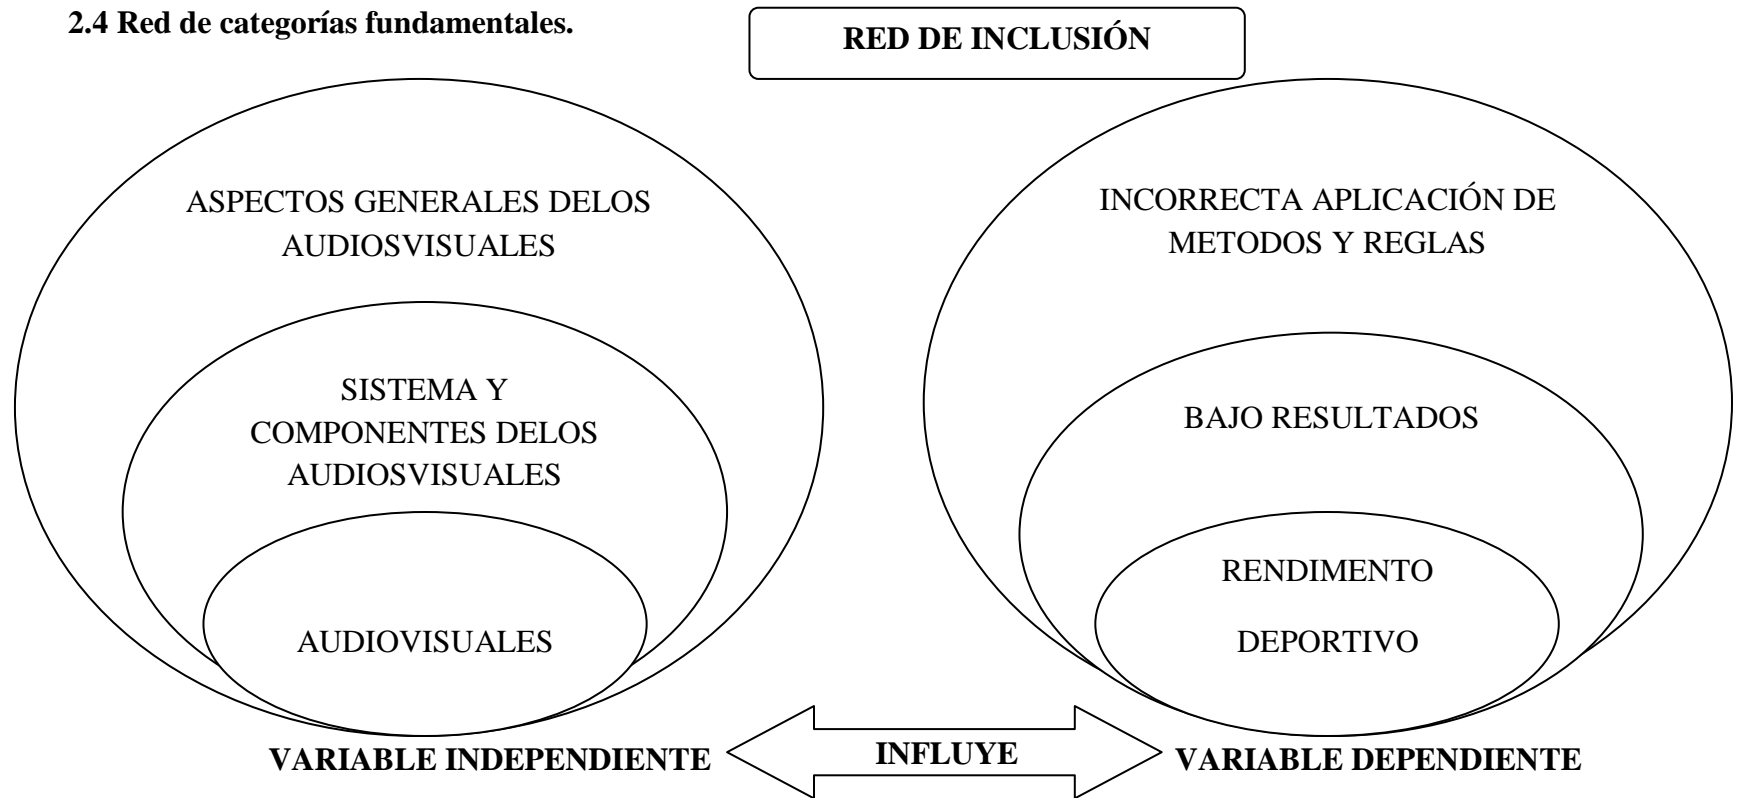 2.4 Red de categorías fundamentales.
RED DE INCLUSIÓN
ASPECTOS GENERALES DELOS
AUDIOSVISUALES
SISTEMA Y
COMPONENTES DELOS
AUDIOSVISUALES
AUDIOVISUALES
INCORRECTA APLICACIÓN DE
METODOS Y REGLAS
BAJO RESULTADOS
RENDIMENTO
DEPORTIVO
VARIABLE INDEPENDIENTE
INFLUYE
VARIABLE DEPENDIENTE